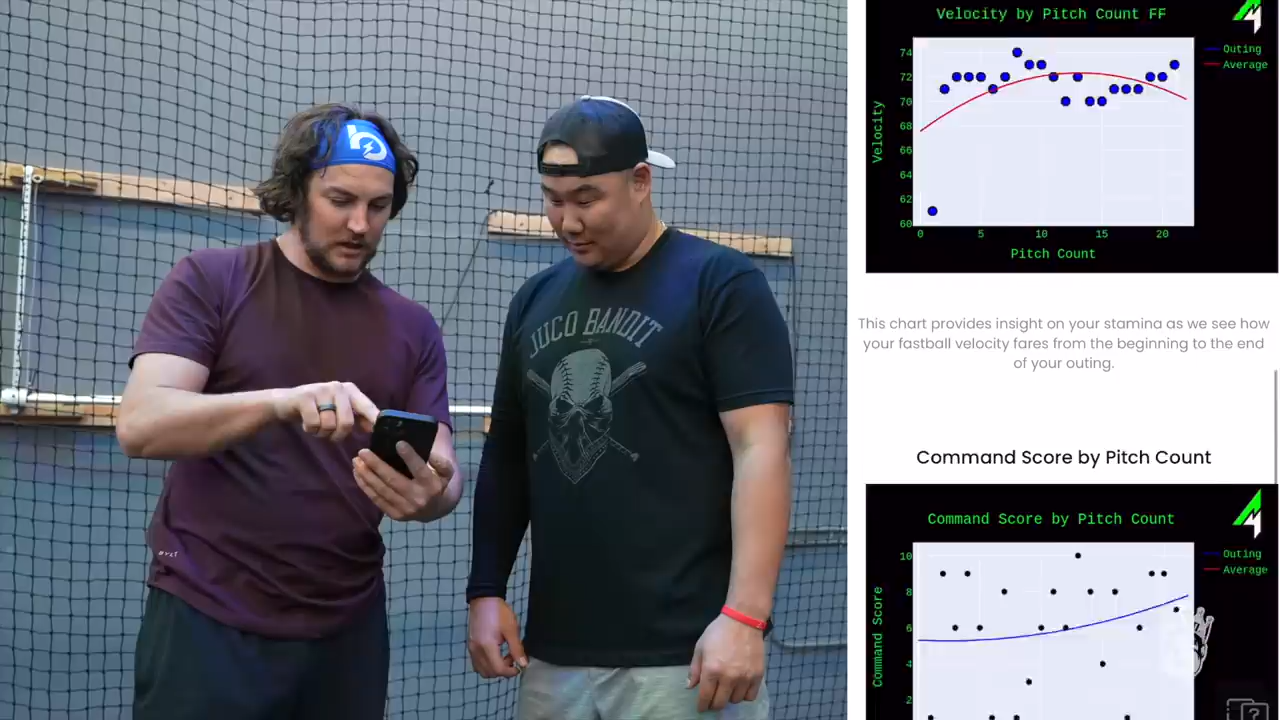 JUCO BANDIT
Velocity by Pitch Count FF
Outing
Average
Velocity
74
72
70
68
66
64
62
60
0 5 10 15 20
Pitch Count
This chart provides insight on your stamina as we see how
your fastball velocity fares from the beginning to the end
of your outing.
Command Score by Pitch Count
Command Score by Pitch Count
Outing
Average
Command Score
10
8
6
4
2
?